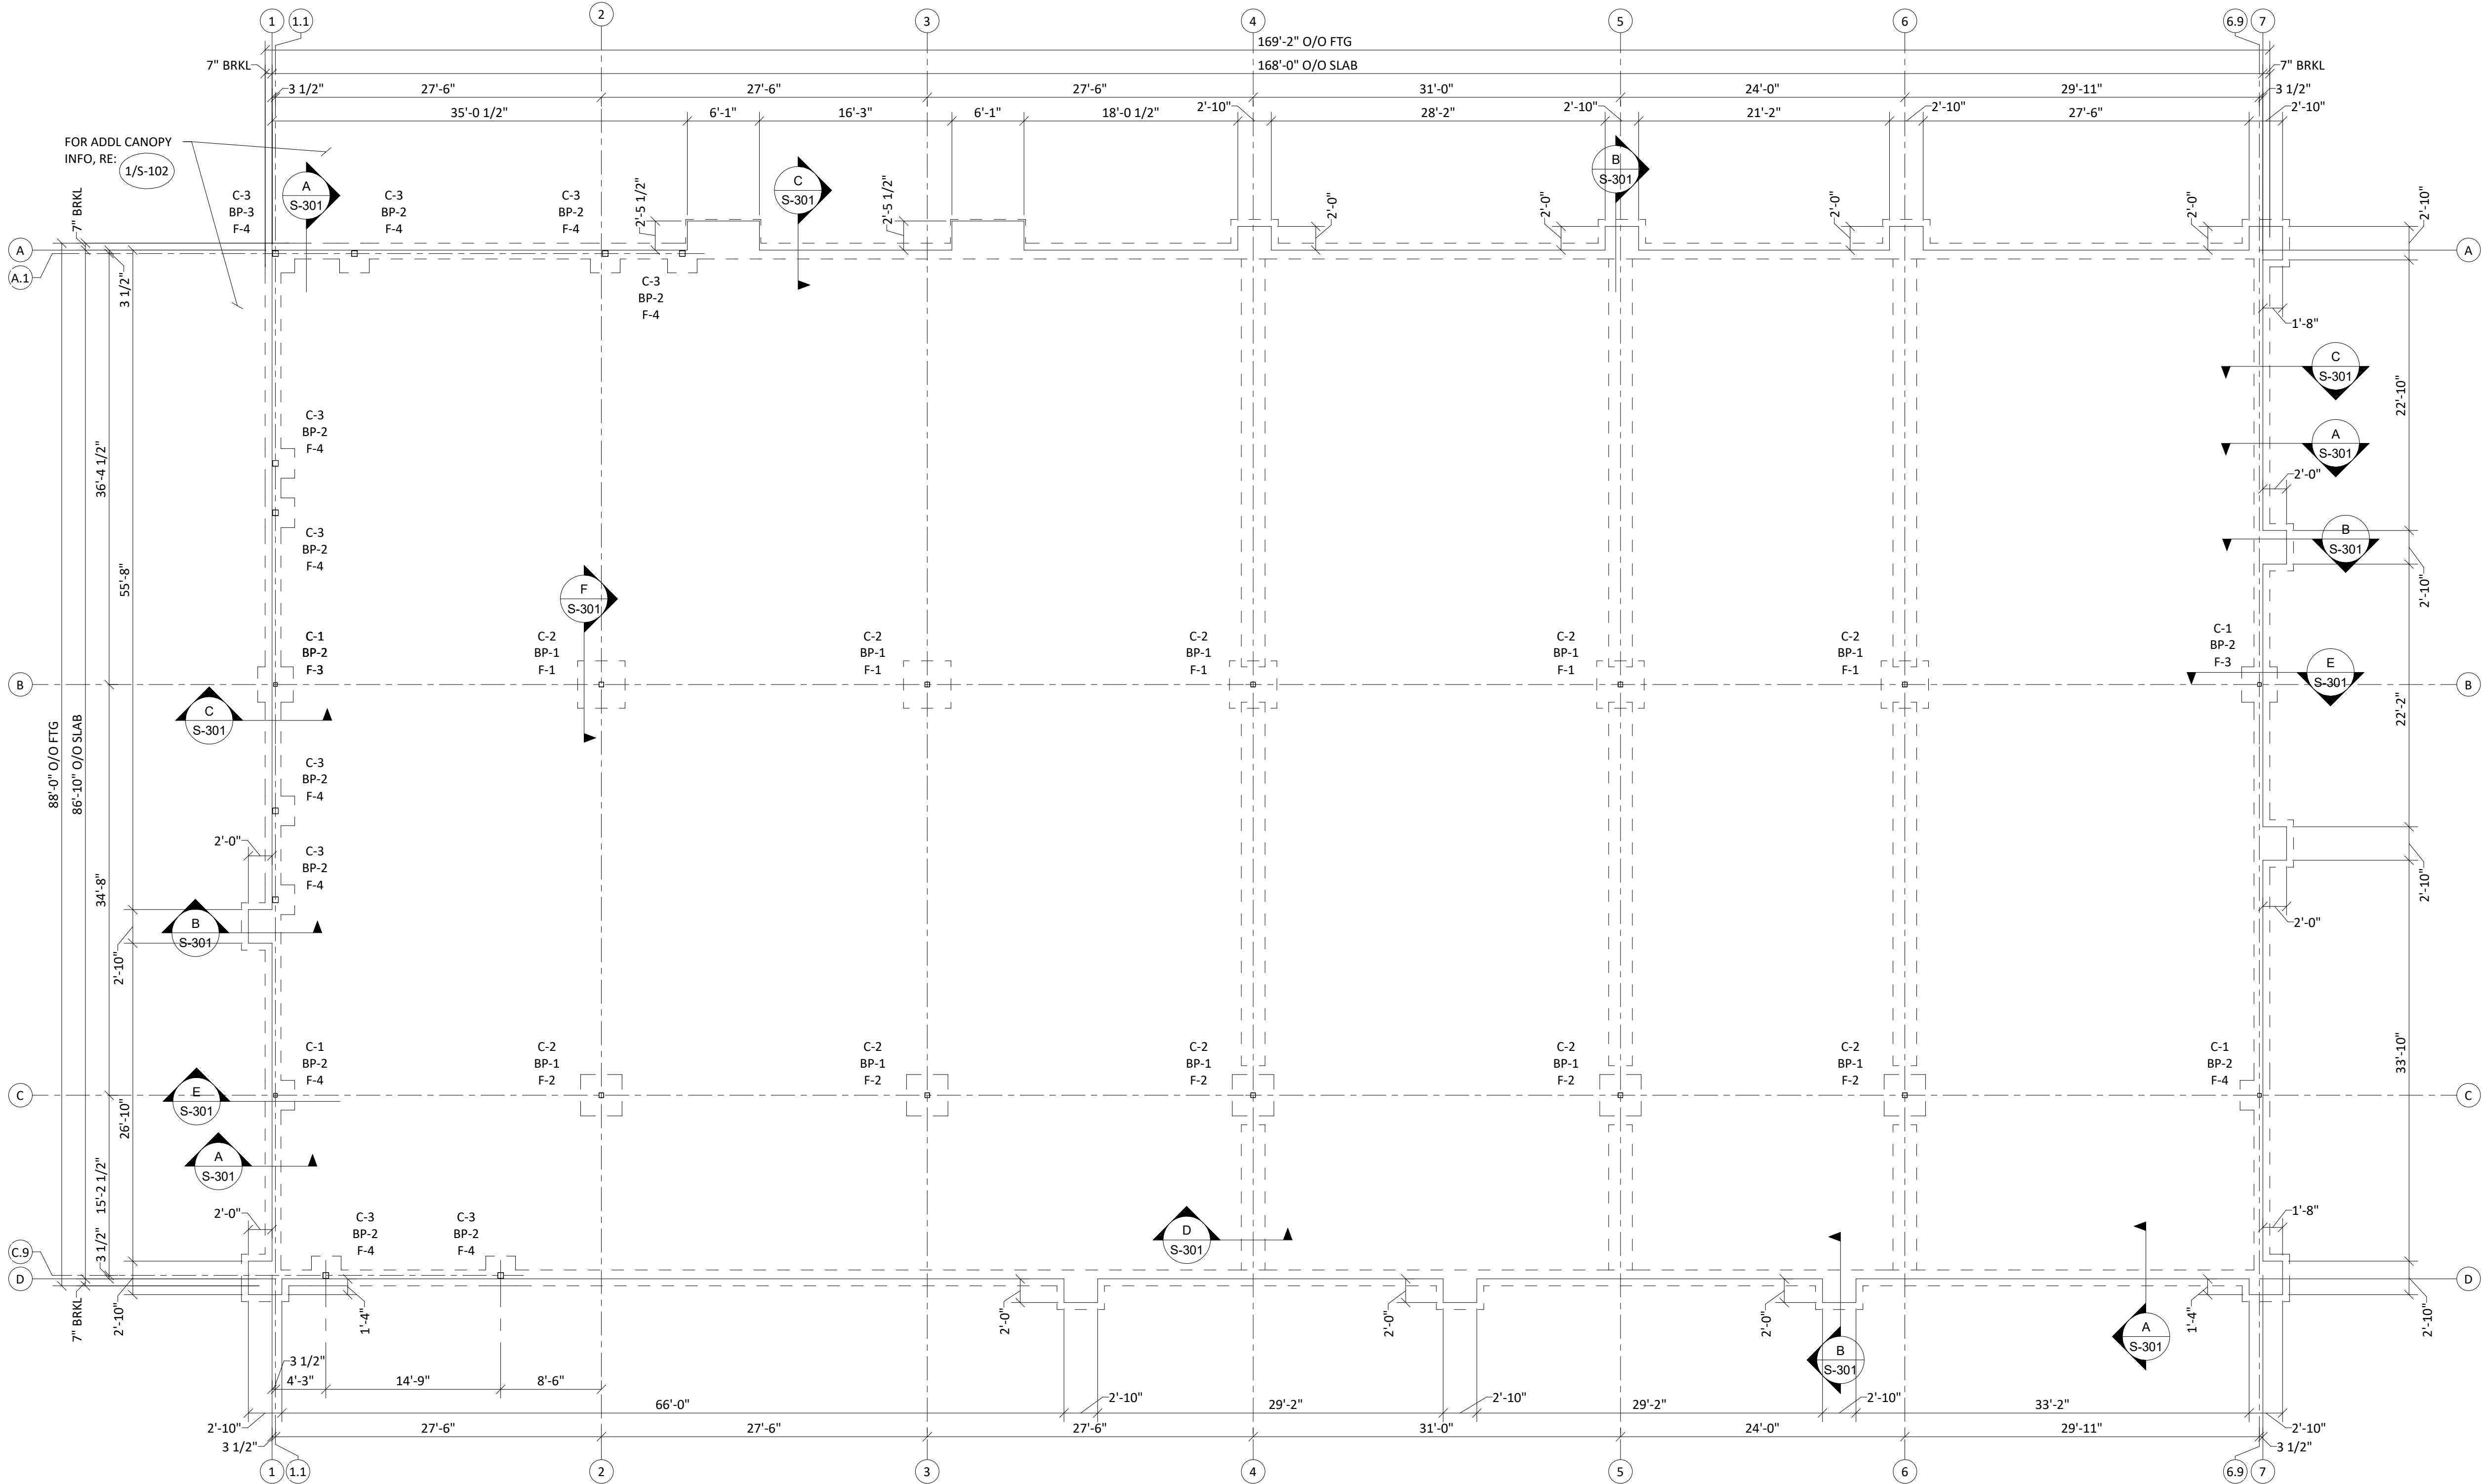 1
1.1
2
3
4
5
6
6.9
7
169'-2" O/O FTG
7" BRKL
168'-0" O/O SLAB
7" BRKL
3 1/2"
27'-6"
27'-6"
27'-6"
31'-0"
24'-0"
29'-11"
3 1/2"
35'-0 1/2"
6'-1"
16'-3"
6'-1"
18'-0 1/2"
2'-10"
28'-2"
2'-10"
21'-2"
2'-10"
27'-6"
2'-10"
FOR ADDL CANOPY
INFO, RE:
1/S-102
7" BRKL
C-3
BP-3
F-4
A
S-301
C-3
BP-2
F-4
C-3
BP-2
F-4
2'-5 1/2"
C
S-301
2'-5 1/2"
2'-0"
2'-0"
B
S-301
2'-0"
2'-0"
2'-10"
A
A
A.1
3 1/2"
C-3
BP-2
F-4
1'-8"
C
S-301
22'-10"
C-3
BP-2
F-4
36'-4 1/2"
A
S-301
2'-0"
C-3
BP-2
F-4
B
S-301
55'-8"
F
S-301
2'-10"
C-1
BP-2
F-3
C-2
BP-1
F-1
C-2
BP-1
F-1
C-2
BP-1
F-1
C-2
BP-1
F-1
C-2
BP-1
F-1
C-1
BP-2
F-3
E
S-301
B
B
C
S-301
22'-2"
88'-0" O/O FTG
86'-10" O/O SLAB
C-3
BP-2
F-4
2'-0"
C-3
BP-2
F-4
34'-8"
2'-10"
2'-0"
B
S-301
2'-10"
C-1
BP-2
F-4
C-2
BP-1
F-2
C-2
BP-1
F-2
C-2
BP-1
F-2
C-2
BP-1
F-2
C-2
BP-1
F-2
C-1
BP-2
F-4
33'-10"
C
C
E
S-301
26'-10"
A
S-301
15'-2 1/2"
2'-0"
C-3
BP-2
F-4
C-3
BP-2
F-4
D
S-301
1'-8"
3 1/2"
C.9
D
D
7" BRKL
2'-10"
1'-4"
2'-0"
2'-0"
2'-0"
B
S-301
A
S-301
1'-4"
2'-10"
3 1/2"
4'-3"
14'-9"
8'-6"
2'-10"
66'-0"
2'-10"
29'-2"
2'-10"
29'-2"
2'-10"
33'-2"
2'-10"
3 1/2"
27'-6"
27'-6"
27'-6"
31'-0"
24'-0"
29'-11"
3 1/2"
1
1.1
2
3
4
5
6
6.9
7